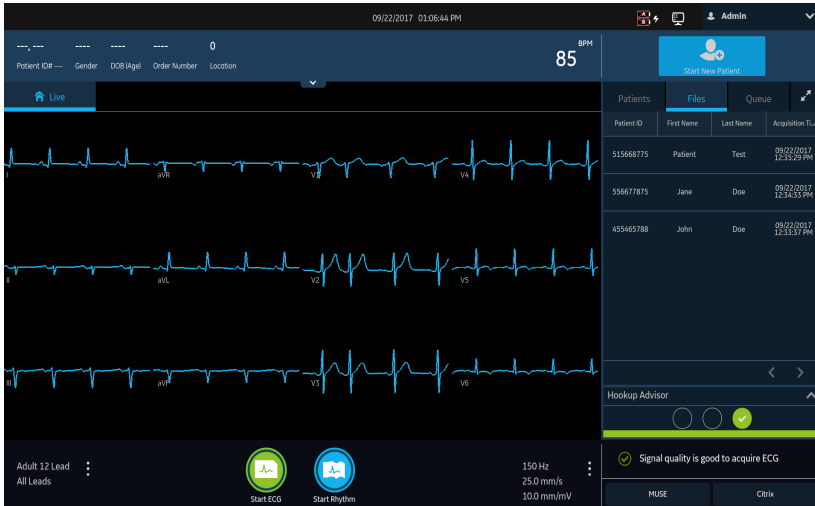 09/22/2017 01:06:44 PM
A
B
Admin
---, --- ---- ---- ---- 0
Patient ID# --- Gender DOB (Age) Order Number Location
BPM
85
Start New Patient
Live
Patients Files Queue
Patient ID First Name Last Name Acquisition Ti...
515668775 Patient Test 09/22/2017
12:35:29 PM
556677875 Jane Doe 09/22/2017
12:34:33 PM
455465788 John Doe 09/22/2017
12:33:37 PM
I aVR V1 V4
II aVL V2 V5
III aVF V3 V6
Hookup Advisor
Signal quality is good to acquire ECG
MUSE Citrix
Adult 12 Lead
All Leads
Start ECG Start Rhythm
150 Hz
25.0 mm/s
10.0 mm/mV